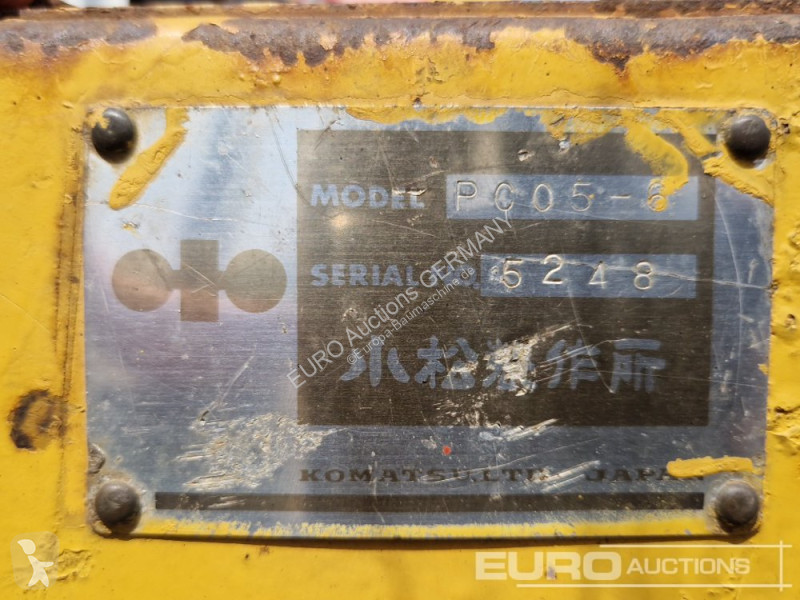 MODEL PC05-6
SERIAL NO. 5248
小松製作所
KOMATSU,LTD. JAPAN
EURO Auctions GERMANY
Europa-Baumaschine.de
EURO AUCTIONS